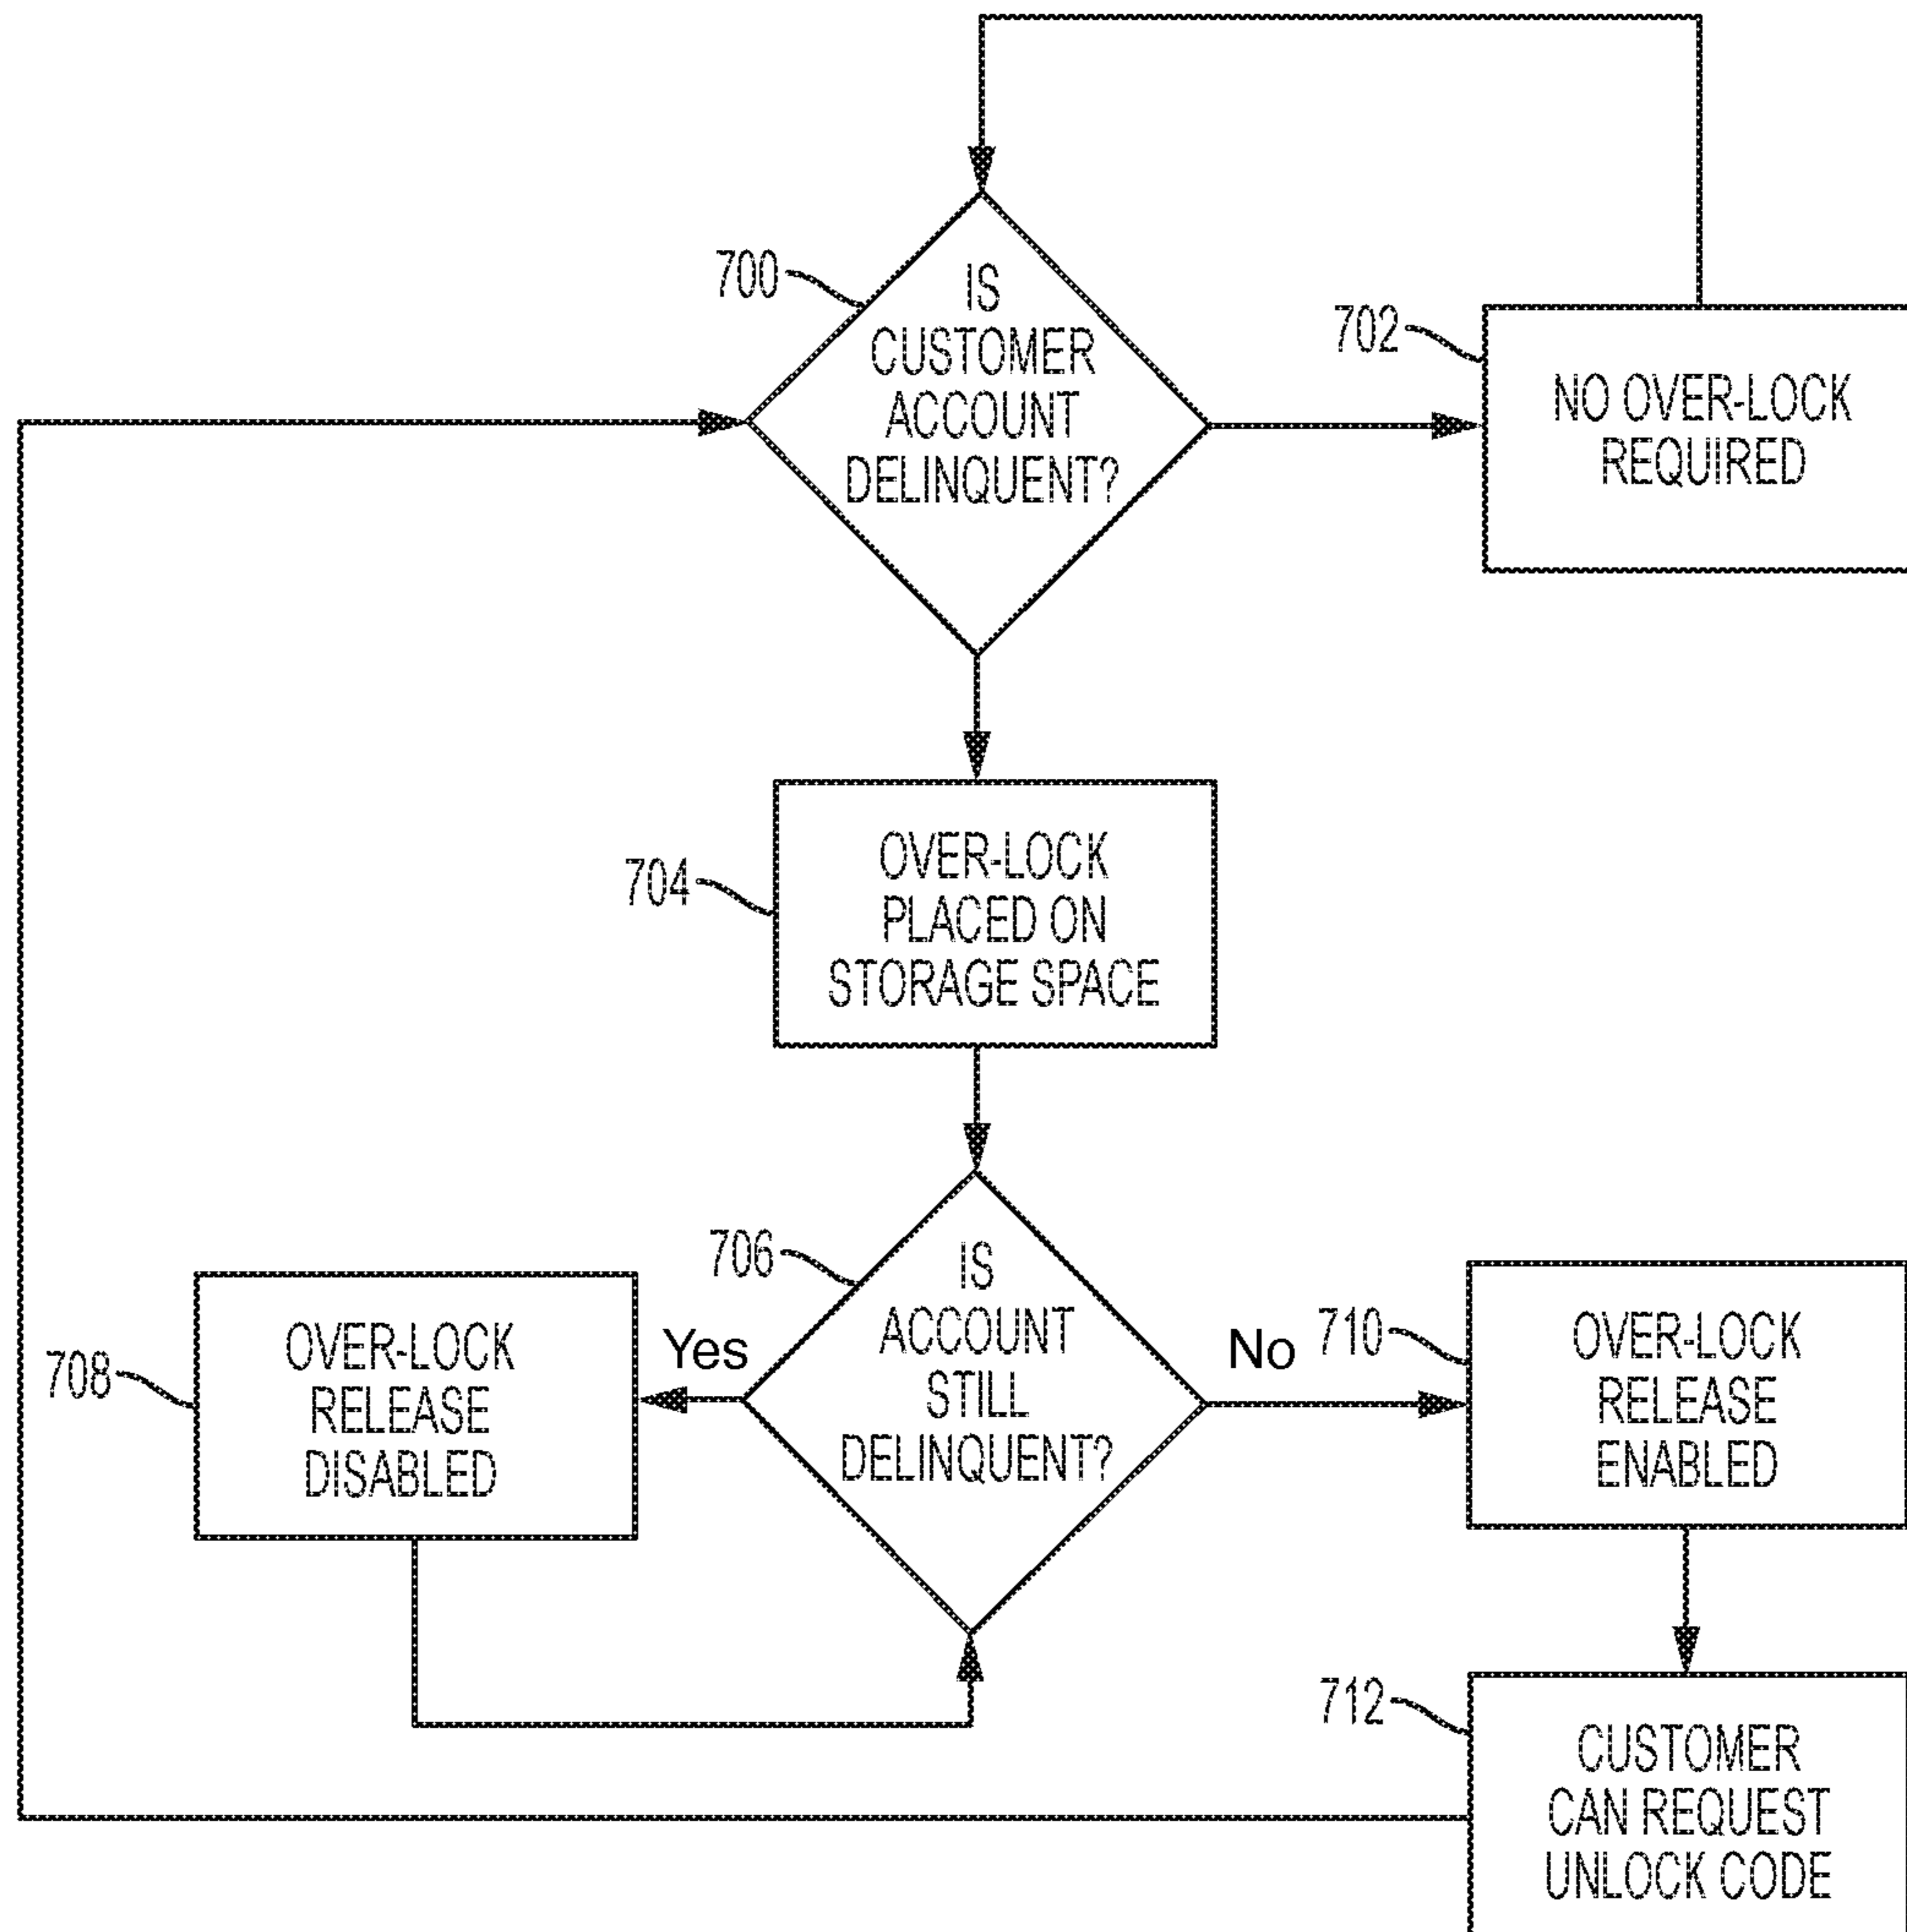 700
IS
CUSTOMER
ACCOUNT
DELINQUENT?
702
NO OVER-LOCK
REQUIRED
704
OVER-LOCK
PLACED ON
STORAGE SPACE
706
IS
ACCOUNT
STILL
DELINQUENT?
Yes
No
708
OVER-LOCK
RELEASE
DISABLED
710
OVER-LOCK
RELEASE
ENABLED
712
CUSTOMER
CAN REQUEST
UNLOCK CODE